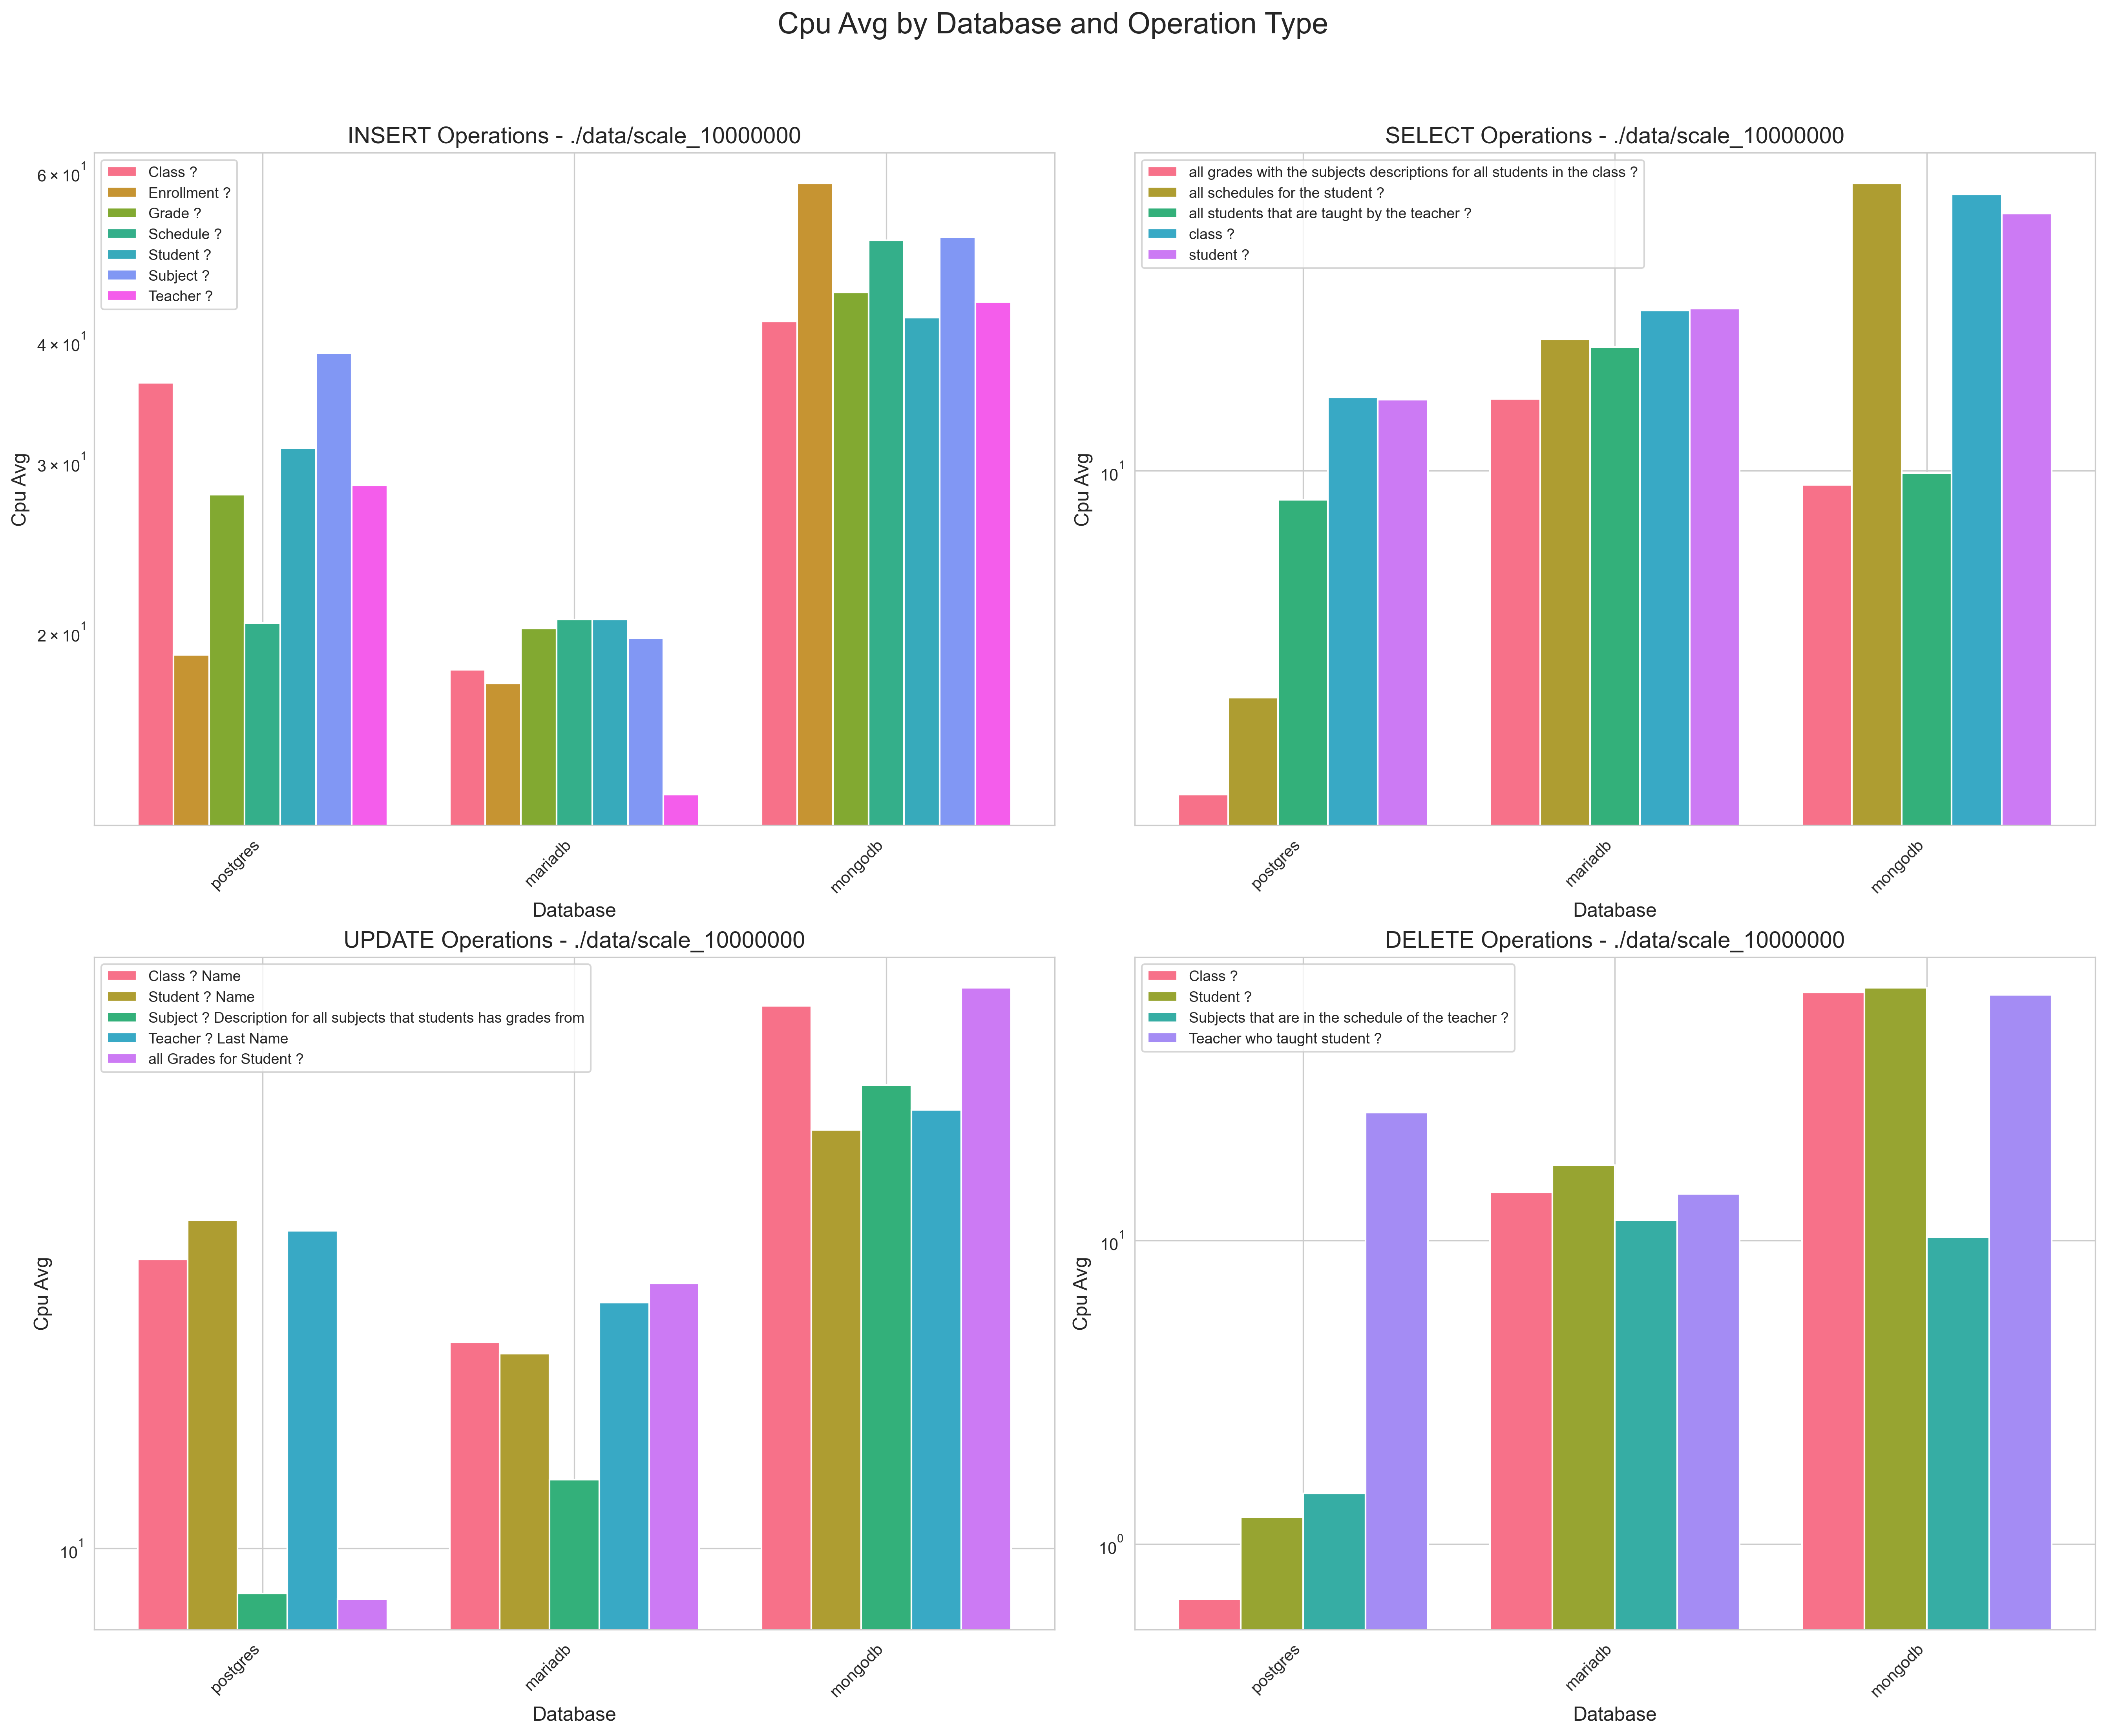 Cpu Avg by Database and Operation Type
INSERT Operations - ./data/scale_10000000
Class ?
Enrollment ?
Grade ?
Schedule ?
Student ?
Subject ?
Teacher ?
6 × 10¹
4 × 10¹
3 × 10¹
2 × 10¹
Cpu Avg
postgres
mariadb
mongodb
Database
SELECT Operations - ./data/scale_10000000
all grades with the subjects descriptions for all students in the class ?
all schedules for the student ?
all students that are taught by the teacher ?
class ?
student ?
10¹
Cpu Avg
postgres
mariadb
mongodb
Database
UPDATE Operations - ./data/scale_10000000
Class ? Name
Student ? Name
Subject ? Description for all subjects that students has grades from
Teacher ? Last Name
all Grades for Student ?
10¹
Cpu Avg
postgres
mariadb
mongodb
Database
DELETE Operations - ./data/scale_10000000
Class ?
Student ?
Subjects that are in the schedule of the teacher ?
Teacher who taught student ?
10¹
10⁰
Cpu Avg
postgres
mariadb
mongodb
Database